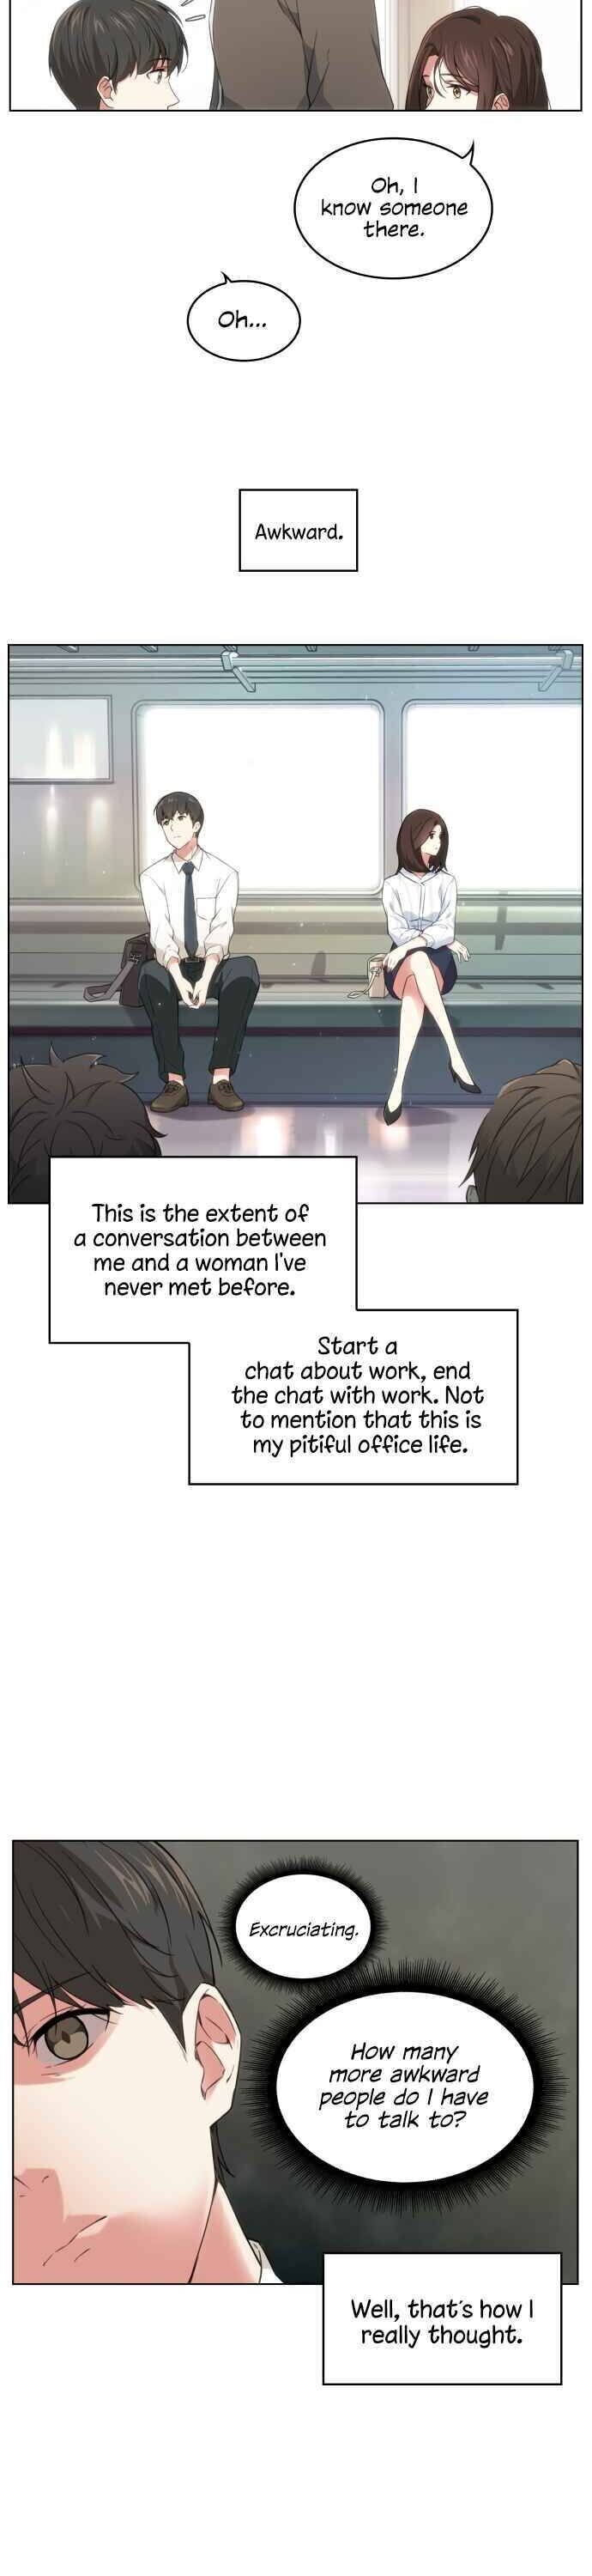 Oh, I
know someone
there.
Oh...
Awkward.
This is the extent of
a conversation between
me and a woman I've
never met before.
Start a
chat about work, end
the chat with work. Not
to mention that this is
my pitiful office life.
Excruciating.
How many
more awkward
people do I have
to talk to?
Well, that's how I
really thought.